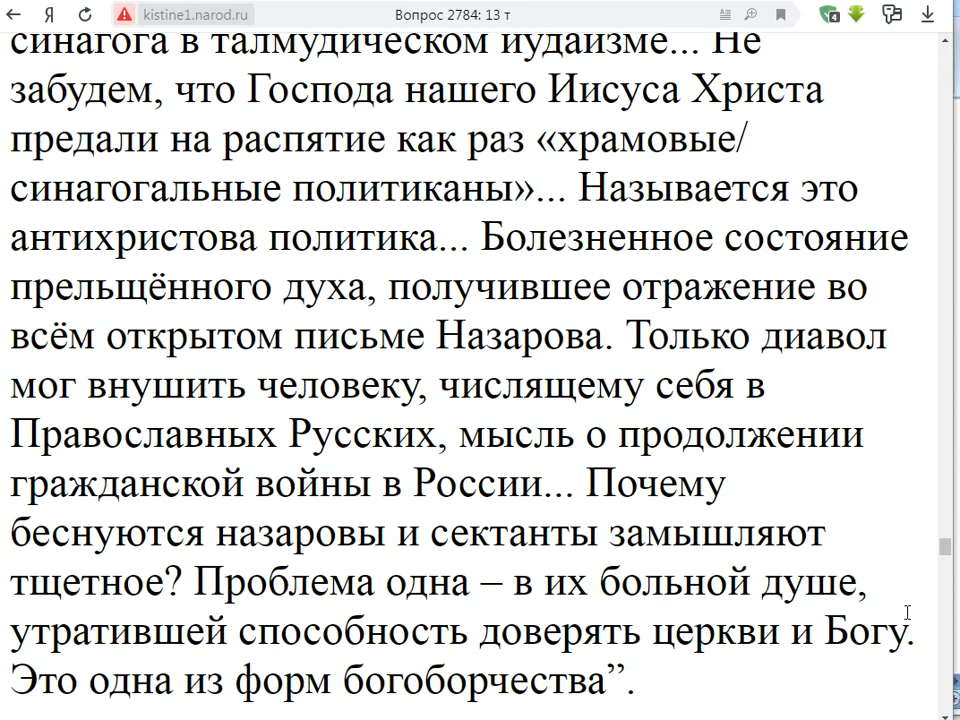 kistine1.narod.ru
Вопрос 2784: 13 т
4
синагога в талмудическом иудаизме... Не
забудем, что Господа нашего Иисуса Христа
предали на распятие как раз «храмовые/
синагогальные политиканы»... Называется это
антихристова политика... Болезненное состояние
прельщённого духа, получившее отражение во
всём открытом письме Назарова. Только диавол
мог внушить человеку, числящему себя в
Православных Русских, мысль о продолжении
гражданской войны в России... Почему
беснуются назаровы и сектанты замышляют
тщетное? Проблема одна – в их больной душе,
утратившей способность доверять церкви и Богу.
Это одна из форм богоборчества”.